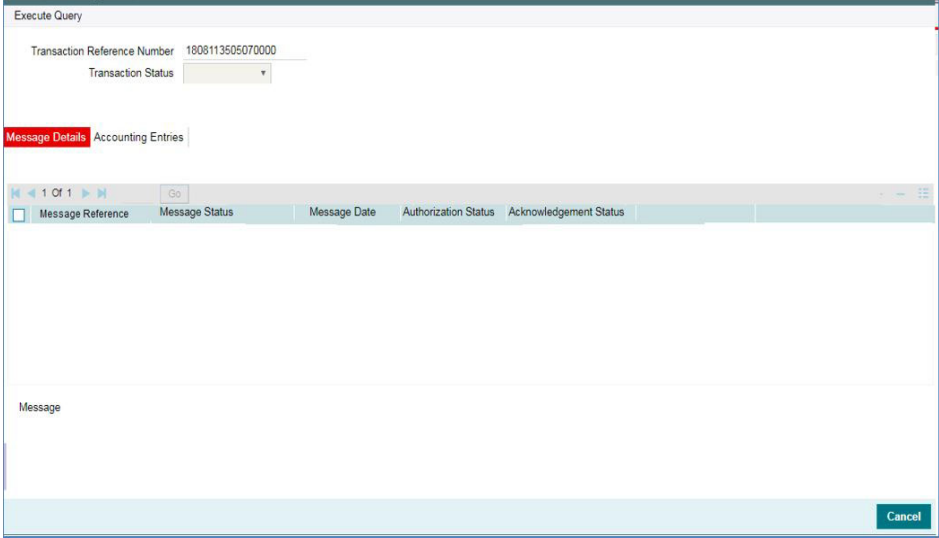 Execute Query
Transaction Reference Number 1808113505070000
Transaction Status
Message Details Accounting Entries
1 Of 1 Go
Message Reference Message Status Message Date Authorization Status Acknowledgement Status
Message
Cancel